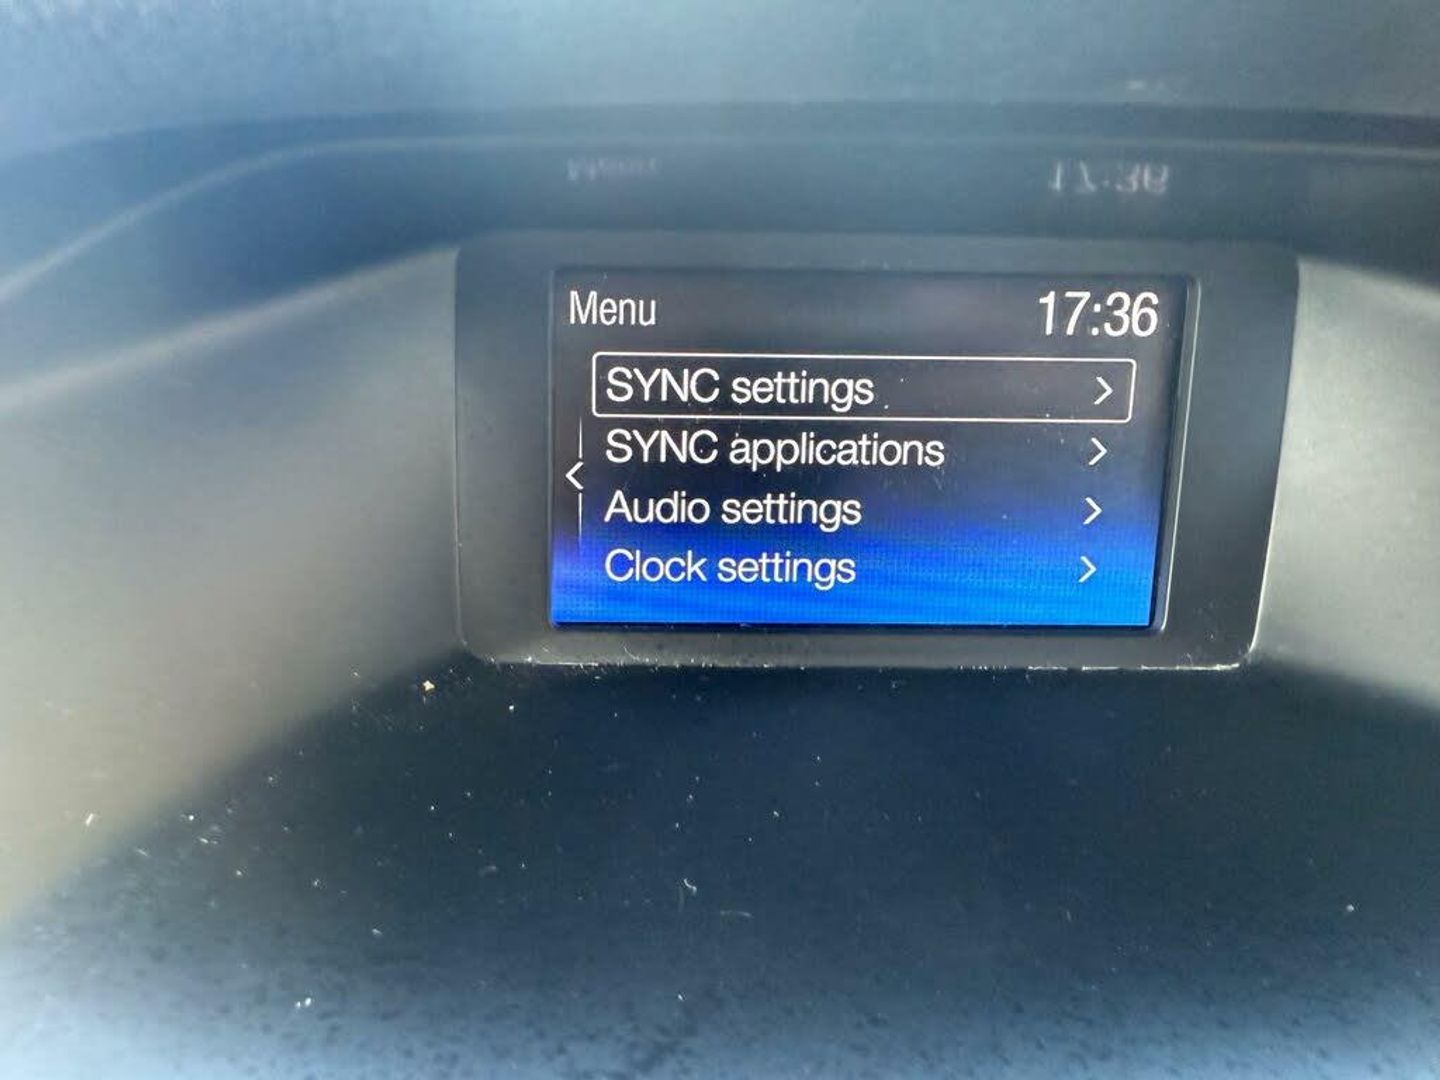 Menu 17:36
SYNC settings
SYNC applications
Audio settings
Clock settings